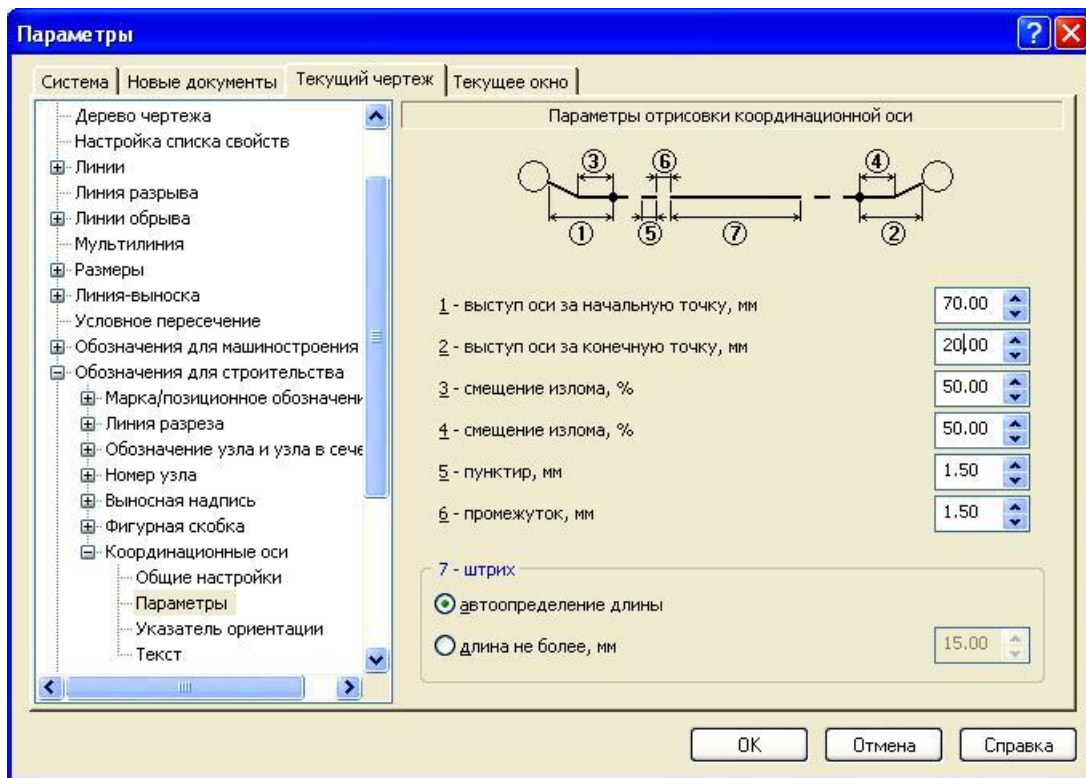 Параметры
Система Новые документы Текущий чертеж Текущее окно
Дерево чертежа
Настройка списка свойств
Линии
Линия разрыва
Линии обрыва
Мультилиния
Размеры
Линия-выноска
Условное пересечение
Обозначения для машиностроения
Обозначения для строительства
Марка/позиционное обозначени
Линия разреза
Обозначение узла и узла в сече
Номер узла
Выносная надпись
Фигурная скобка
Координационные оси
Общие настройки
Параметры
Указатель ориентации
Текст
Параметры отрисовки координационной оси
3 6 4
1 5 7 2
1 - выступ оси за начальную точку, мм 70.00
2 - выступ оси за конечную точку, мм 20.00
3 - смещение излома, % 50.00
4 - смещение излома, % 50.00
5 - пунктир, мм 1.50
6 - промежуток, мм 1.50
7 - штрих
автоопределение длины
длина не более, мм 15.00
OK Отмена Справка